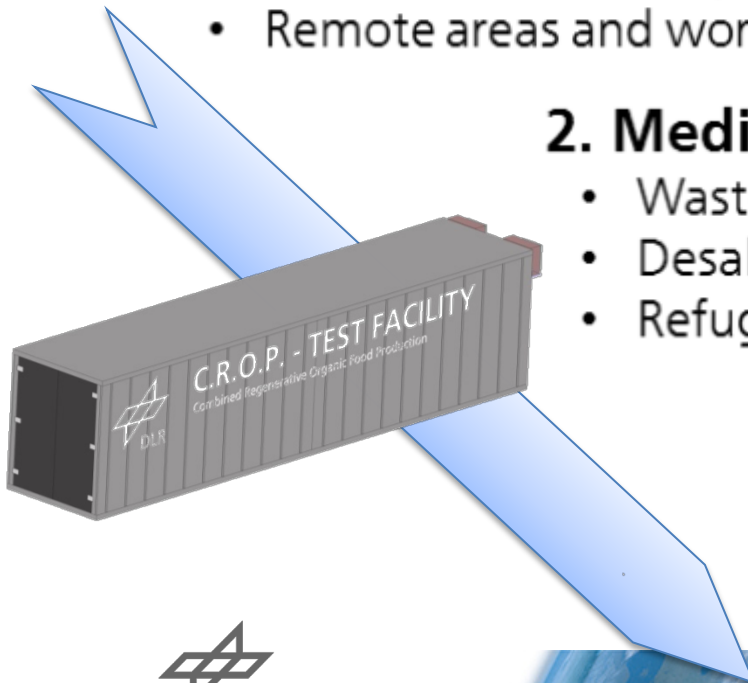 • Remote areas and wor
2. Medi
• Wast
• Desal
• Refug
C.R.O.P. - TEST FACILITY
Combined Regenerative Organic Food Production
DLR